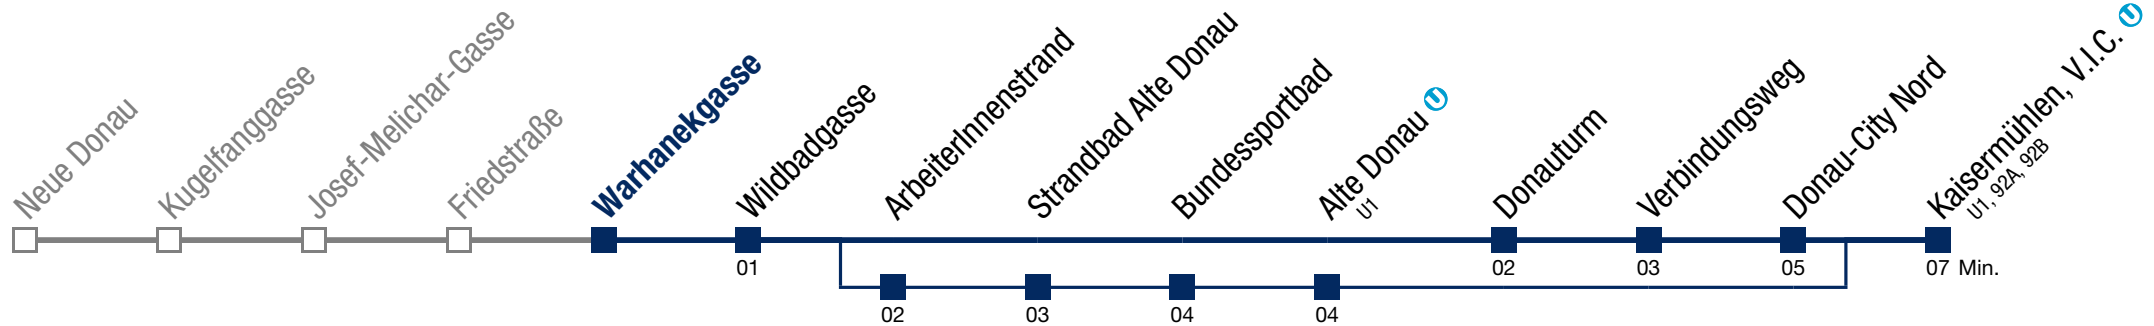 Neue Donau
Kugelfanggasse
Josef-Melichar-Gasse
Friedstraße
Warhanekgasse
Wildbadgasse
ArbeiterInnenstrand
Strandbad Alte Donau
Bundessportbad
Alte Donau U
U1
Donauturm
Verbindungsweg
Donau-City Nord
Kaisermühlen, V.I.C. U
U1, 92A, 92B
01
02
03
05
07 Min.
02
03
04
04